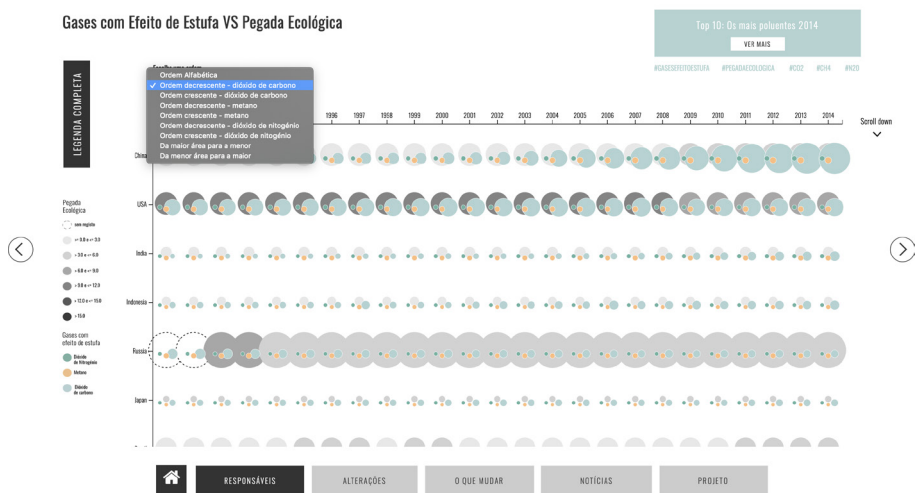 Gases com Efeito de Estufa VS Pegada Ecológica
Top 10: Os mais poluentes 2014
VER MAIS
#GASESEFEITOESTUFA #PEGADAECOLOGICA #CO2 #CH4 #N2O
LEGENDA COMPLETA
Ordem Alfabética
✓ Ordem decrescente - dióxido de carbono
Ordem crescente - dióxido de carbono
Ordem decrescente - metano
Ordem crescente - metano
Ordem decrescente - dióxido de nitogénio
Ordem crescente - dióxido de nitogénio
Da maior área para a menor
Da menor área para a maior
1996 1997 1998 1999 2000 2001 2002 2003 2004 2005 2006 2007 2008 2009 2010 2011 2012 2013 2014
Scroll down
China
USA
India
Indonesia
Russia
Japan
Pegada
Ecológica
sem registo
Gases com
efeito de estufa
Dióxido
de Nitrogénio
Metano
Dióxido
de carbono
RESPONSÁVEIS
ALTERAÇÕES
O QUE MUDAR
NOTÍCIAS
PROJETO